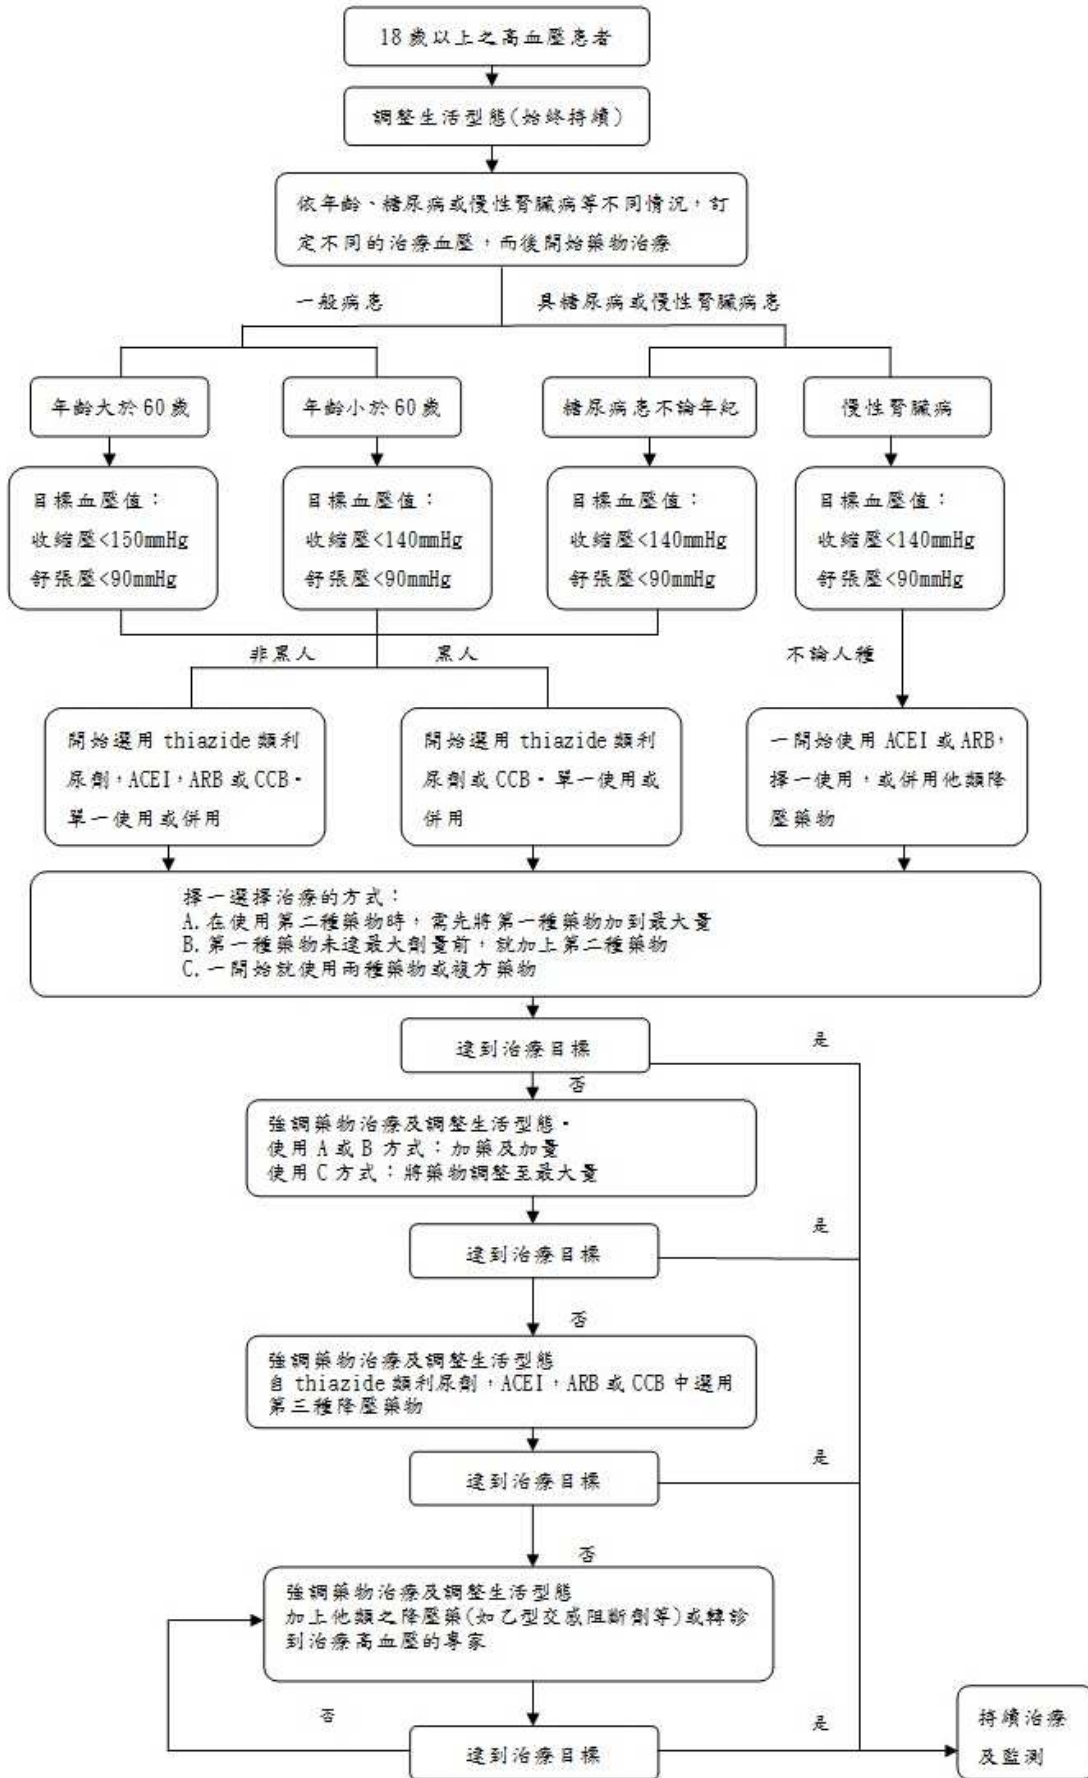 18歲以上之高血壓患者
調整生活型態(始終持續)
依年齡、糖尿病或慢性腎臟病等不同情況，訂
定不同的治療血壓，而後開始藥物治療
一般病患
具糖尿病或慢性腎臟病患
年齡大於60歲
年齡小於60歲
糖尿病患不論年紀
慢性腎臟病
目標血壓值：
收縮壓<150mmHg
舒張壓<90mmHg
目標血壓值：
收縮壓<140mmHg
舒張壓<90mmHg
目標血壓值：
收縮壓<140mmHg
舒張壓<90mmHg
目標血壓值：
收縮壓<140mmHg
舒張壓<90mmHg
非黑人
黑人
不論人種
開始選用 thiazide 類利
尿劑，ACEI，ARB 或 CCB。
單一使用或併用
開始選用 thiazide 類利
尿劑或 CCB。單一使用或
併用
一開始使用 ACEI 或 ARB，
擇一使用，或併用他類降
壓藥物
擇一選擇治療的方式：
A.在使用第二種藥物時，需先將第一種藥物加到最大量
B.第一種藥物未達最大劑量前，就加上第二種藥物
C.一開始就使用兩種藥物或複方藥物
達到治療目標
是
否
強調藥物治療及調整生活型態。
使用 A 或 B 方式：加藥及加量
使用 C 方式：將藥物調整至最大量
達到治療目標
是
否
強調藥物治療及調整生活型態
自 thiazide 類利尿劑，ACEI，ARB 或 CCB 中選用
第三種降壓藥物
達到治療目標
是
否
強調藥物治療及調整生活型態
加上他類之降壓藥(如乙型交感阻斷劑等)或轉診
到治療高血壓的專家
否
達到治療目標
是
持續治療
及監測